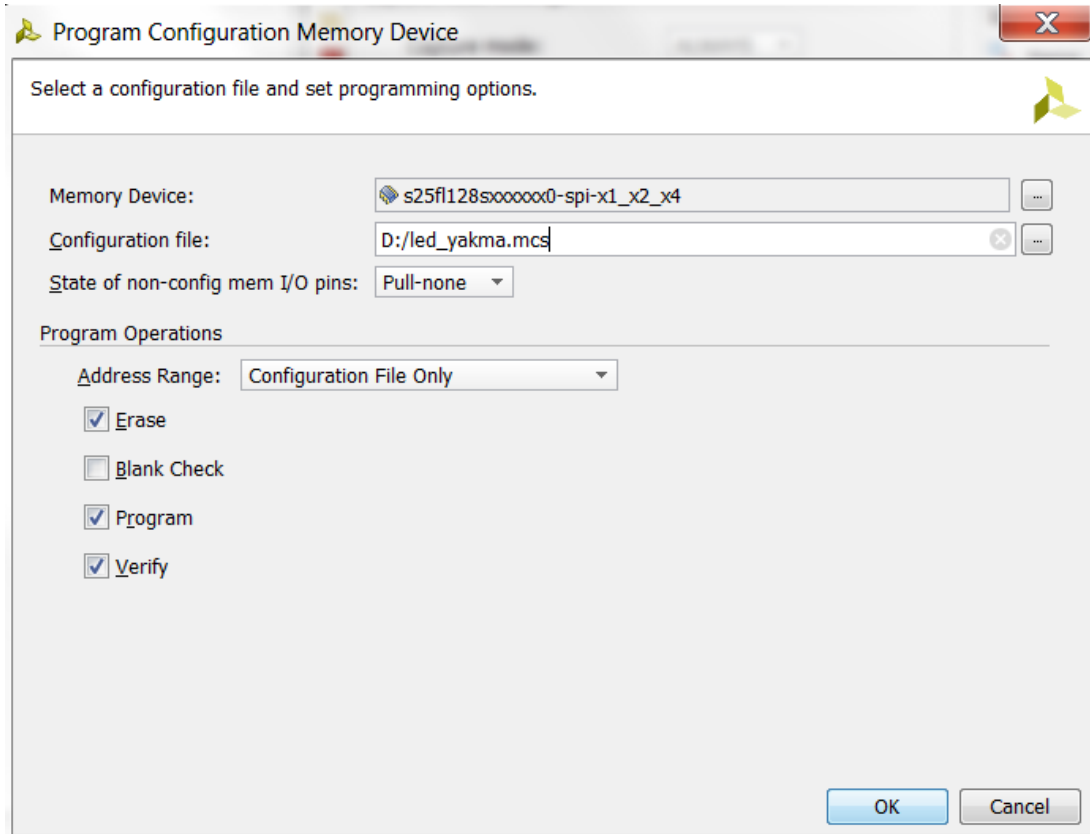 Program Configuration Memory Device
Select a configuration file and set programming options.
Memory Device: s25fl128sxxxxxx0-spi-x1_x2_x4 ...
Configuration file: D:/led_yakma.mcs ...
State of non-config mem I/O pins: Pull-none
Program Operations
Address Range: Configuration File Only
Erase
Blank Check
Program
Verify
OK Cancel